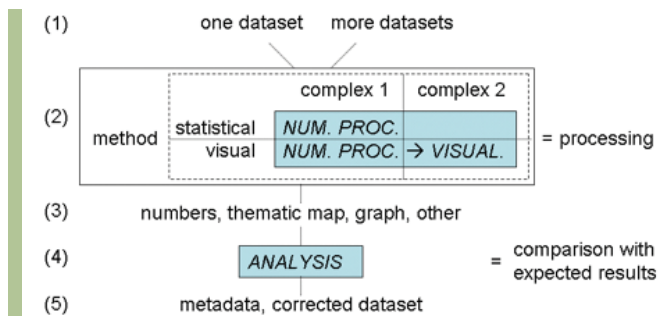 (1) one dataset more datasets
complex 1 complex 2
(2) statistical NUM. PROC.
method visual NUM. PROC. → VISUAL. = processing
(3) numbers, thematic map, graph, other
(4) ANALYSIS = comparison with
expected results
(5) metadata, corrected dataset